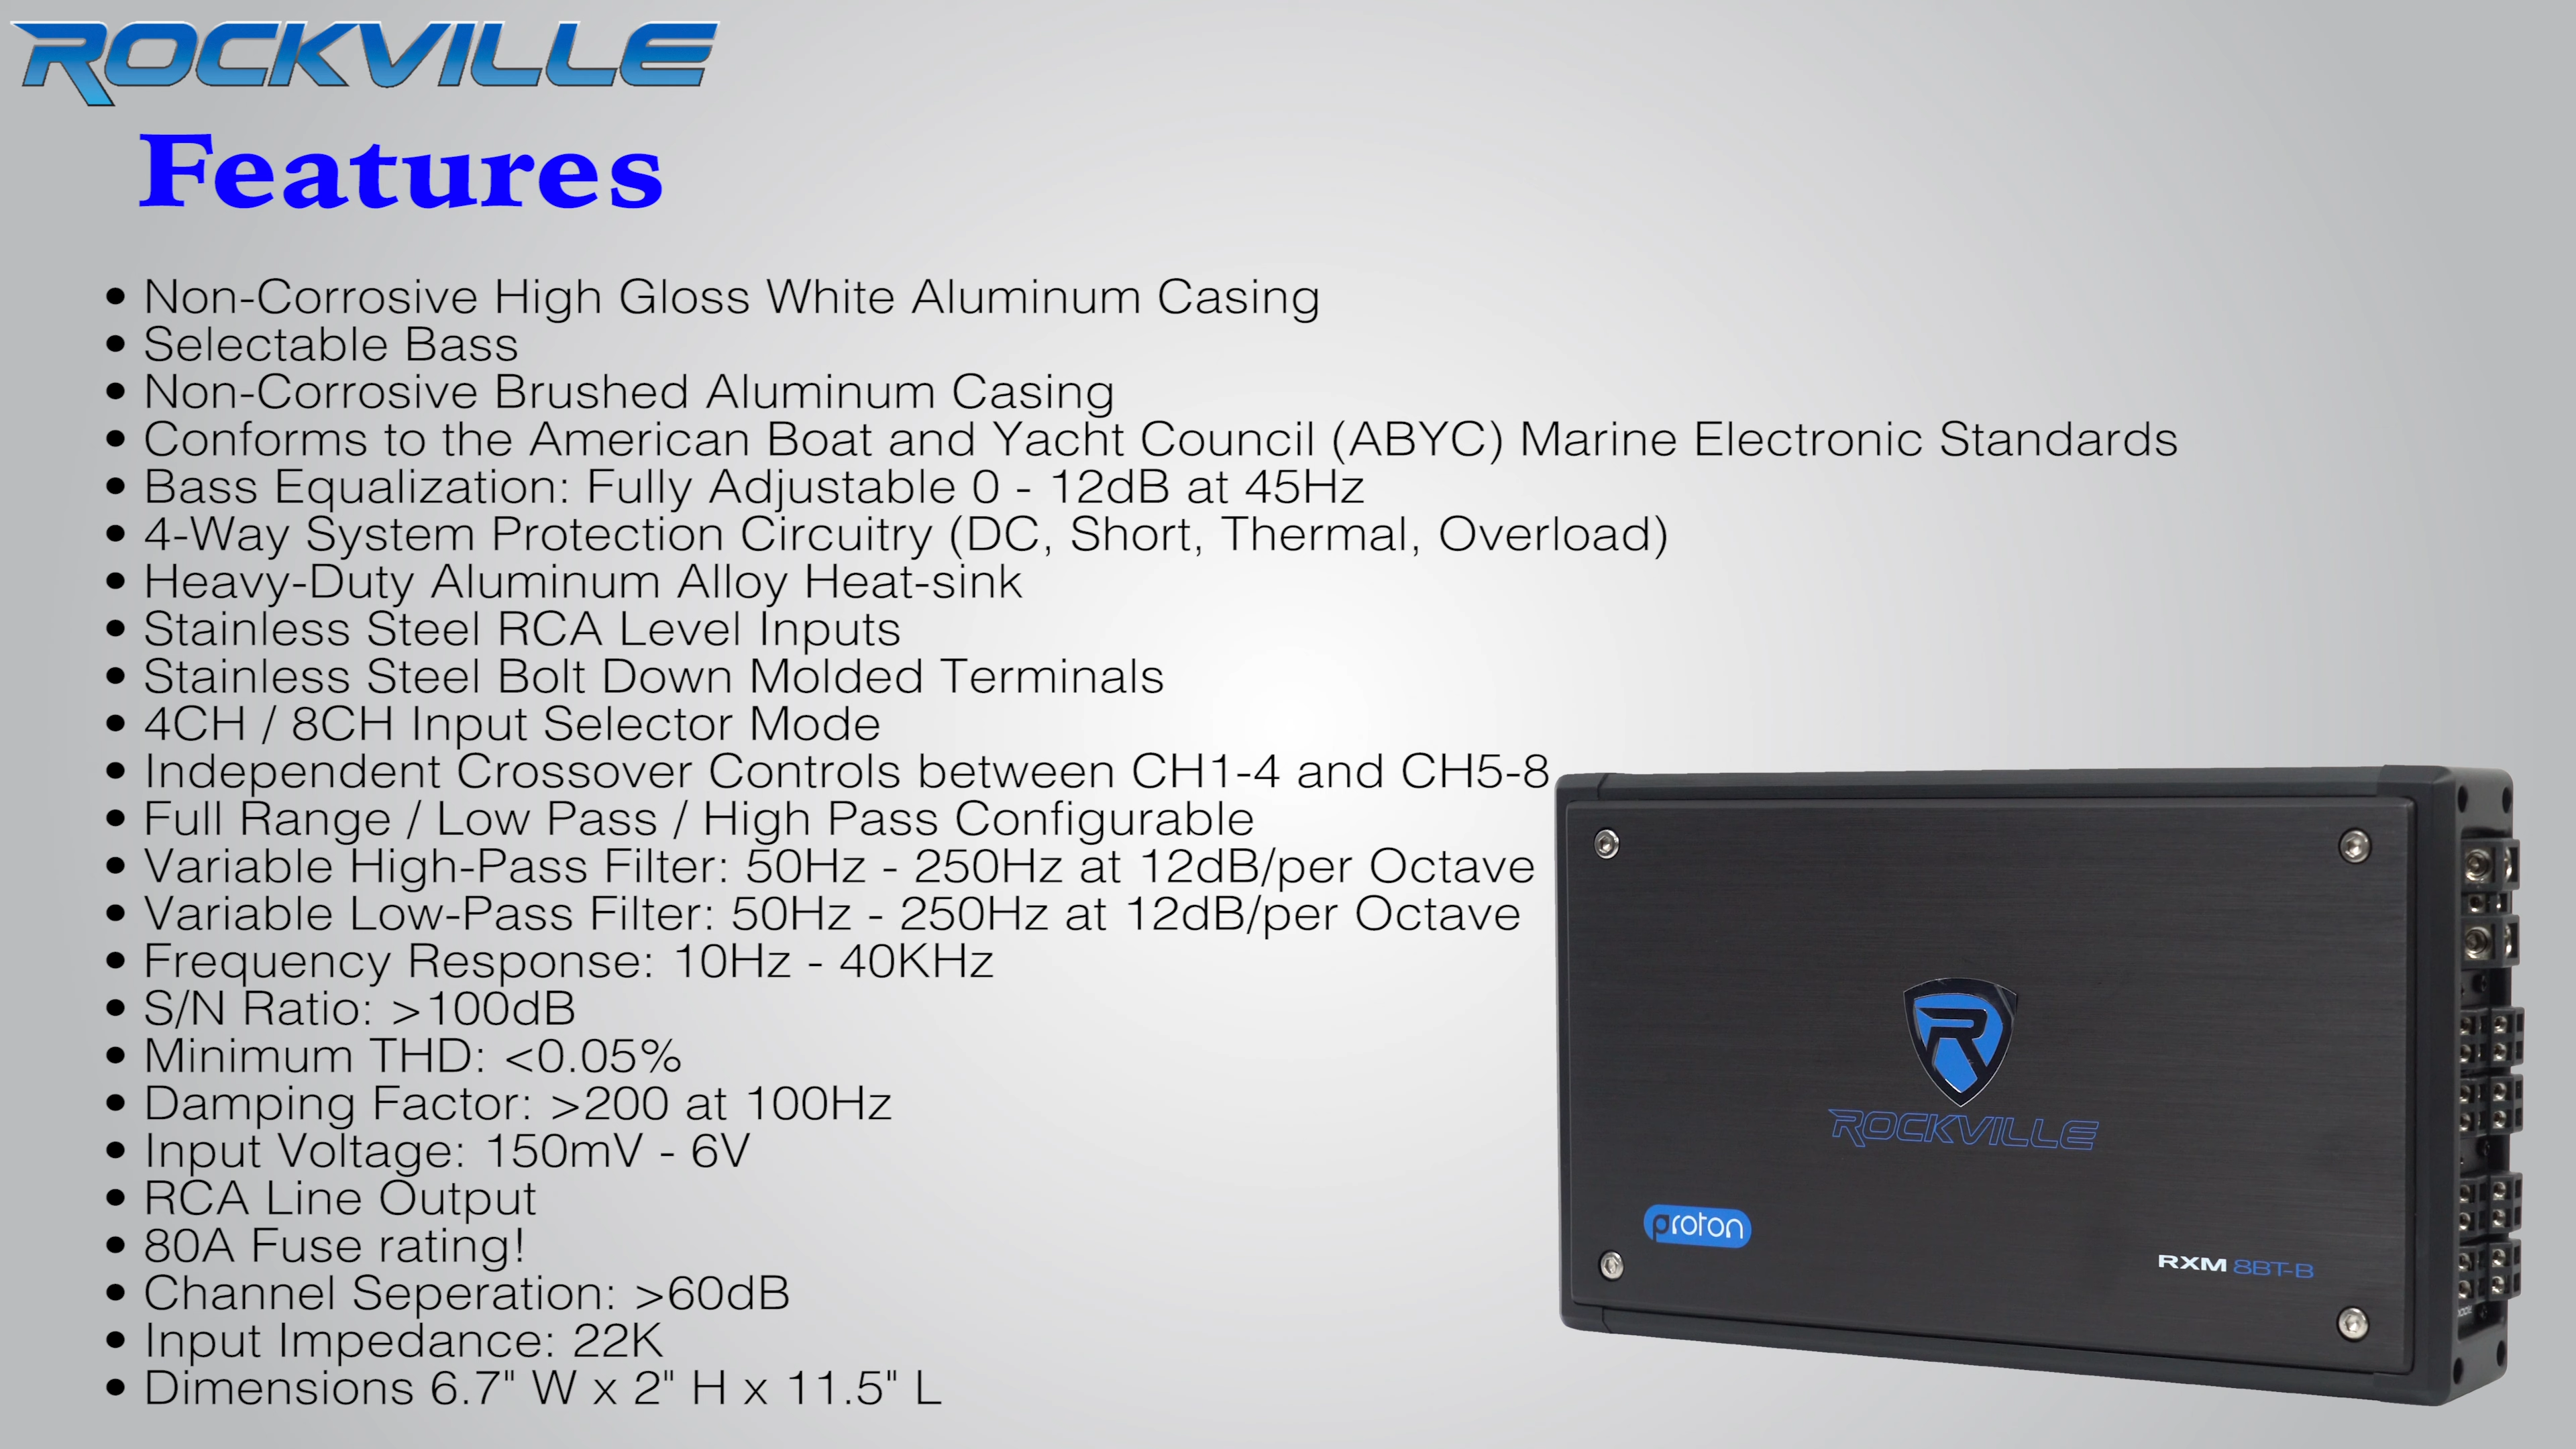 ROCKVILLE
Features
• Non-Corrosive High Gloss White Aluminum Casing
• Selectable Bass
• Non-Corrosive Brushed Aluminum Casing
• Conforms to the American Boat and Yacht Council (ABYC) Marine Electronic Standards
• Bass Equalization: Fully Adjustable 0 - 12dB at 45Hz
• 4-Way System Protection Circuitry (DC, Short, Thermal, Overload)
• Heavy-Duty Aluminum Alloy Heat-sink
• Stainless Steel RCA Level Inputs
• Stainless Steel Bolt Down Molded Terminals
• 4CH / 8CH Input Selector Mode
• Independent Crossover Controls between CH1-4 and CH5-8
• Full Range / Low Pass / High Pass Configurable
• Variable High-Pass Filter: 50Hz - 250Hz at 12dB/per Octave
• Variable Low-Pass Filter: 50Hz - 250Hz at 12dB/per Octave
• Frequency Response: 10Hz - 40KHz
• S/N Ratio: >100dB
• Minimum THD: <0.05%
• Damping Factor: >200 at 100Hz
• Input Voltage: 150mV - 6V
• RCA Line Output
• 80A Fuse rating!
• Channel Seperation: >60dB
• Input Impedance: 22K
• Dimensions 6.7" W x 2" H x 11.5" L
R
ROCKVILLE
proton
RXM 8BT-B